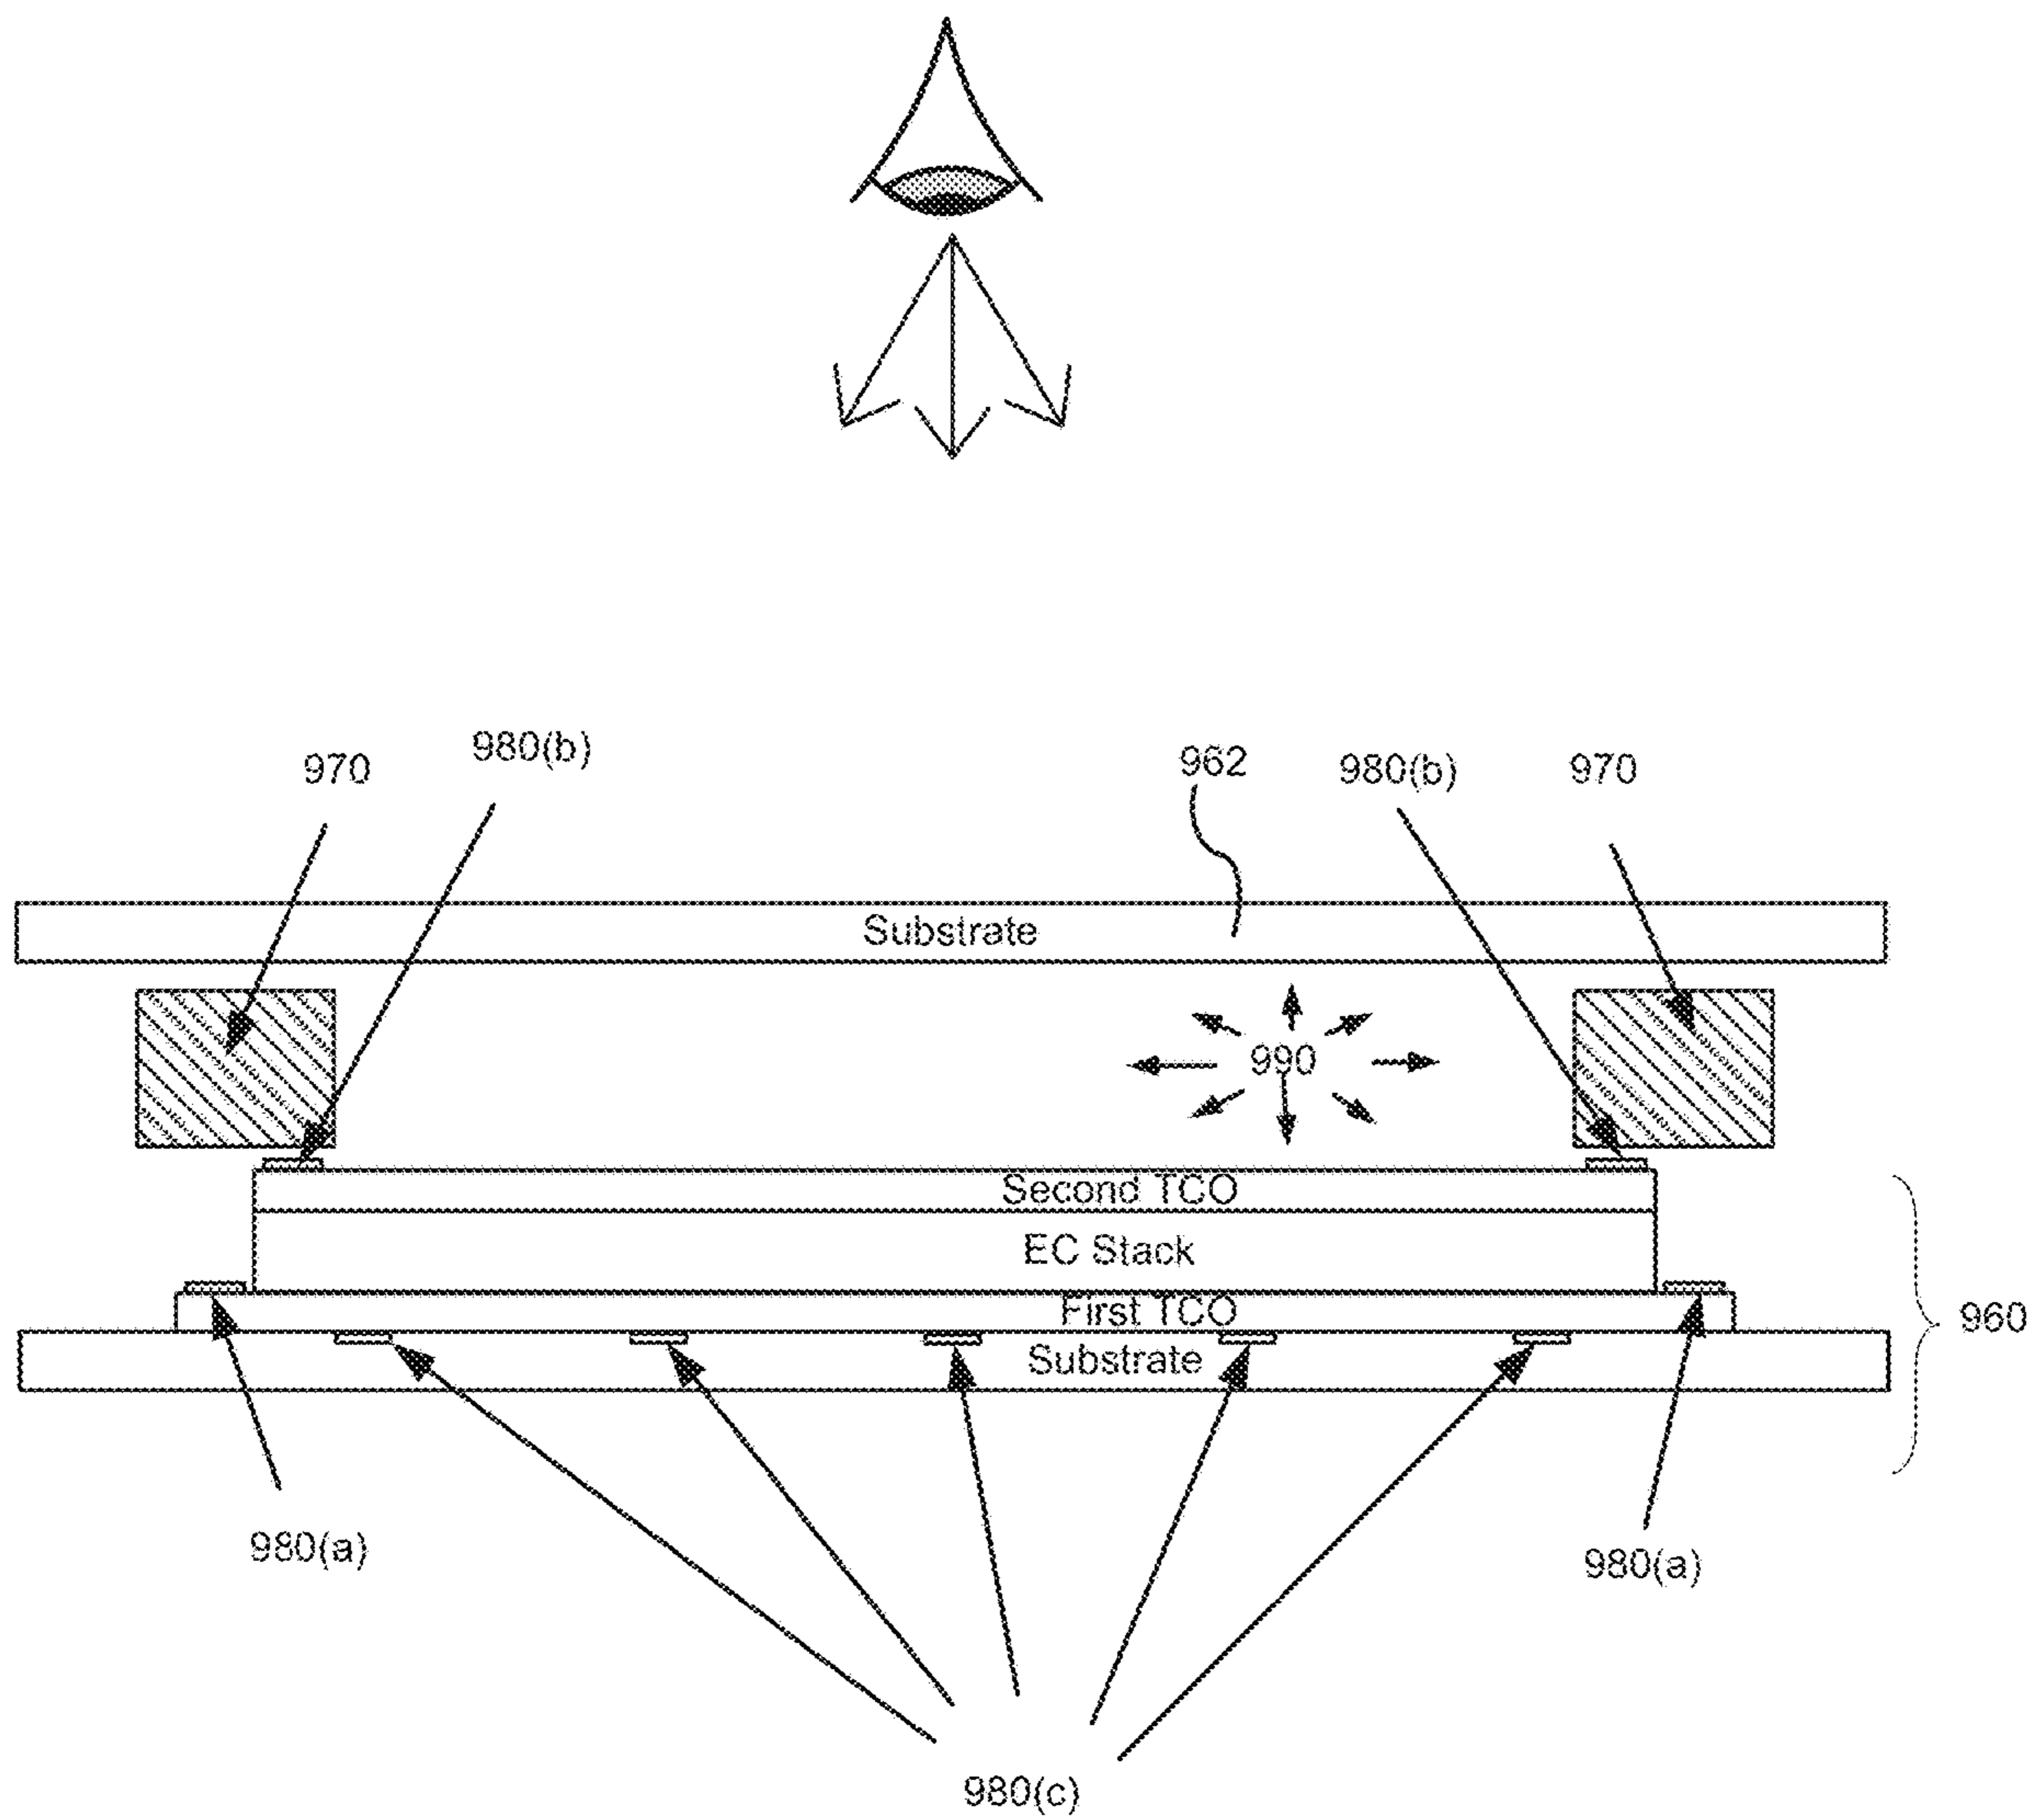 970
980(b)
962
980(b)
970
Substrate
990
Second TCO
EC Stack
First TCO
Substrate
960
980(a)
980(a)
980(c)